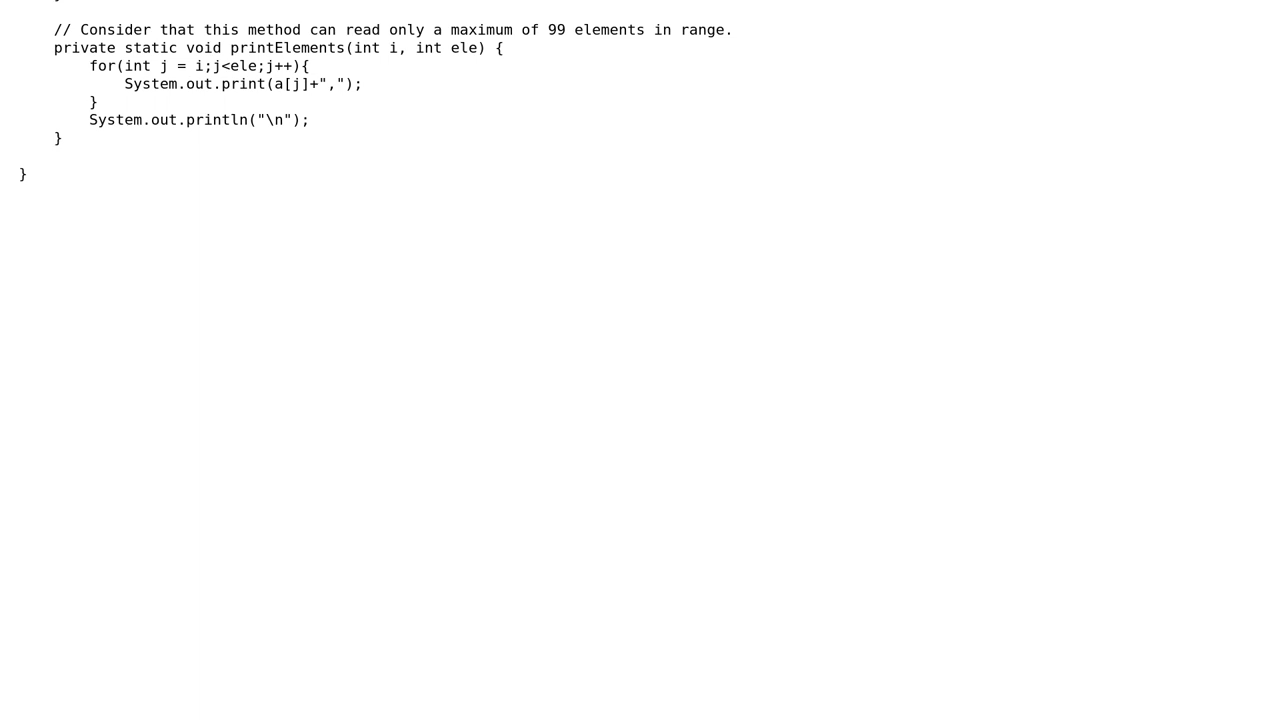 // Consider that this method can read only a maximum of 99 elements in range.
private static void printElements(int i, int ele) {
for(int j = i;j<ele;j++){
System.out.print(a[j]+",");
}
System.out.println("\n");
}
}